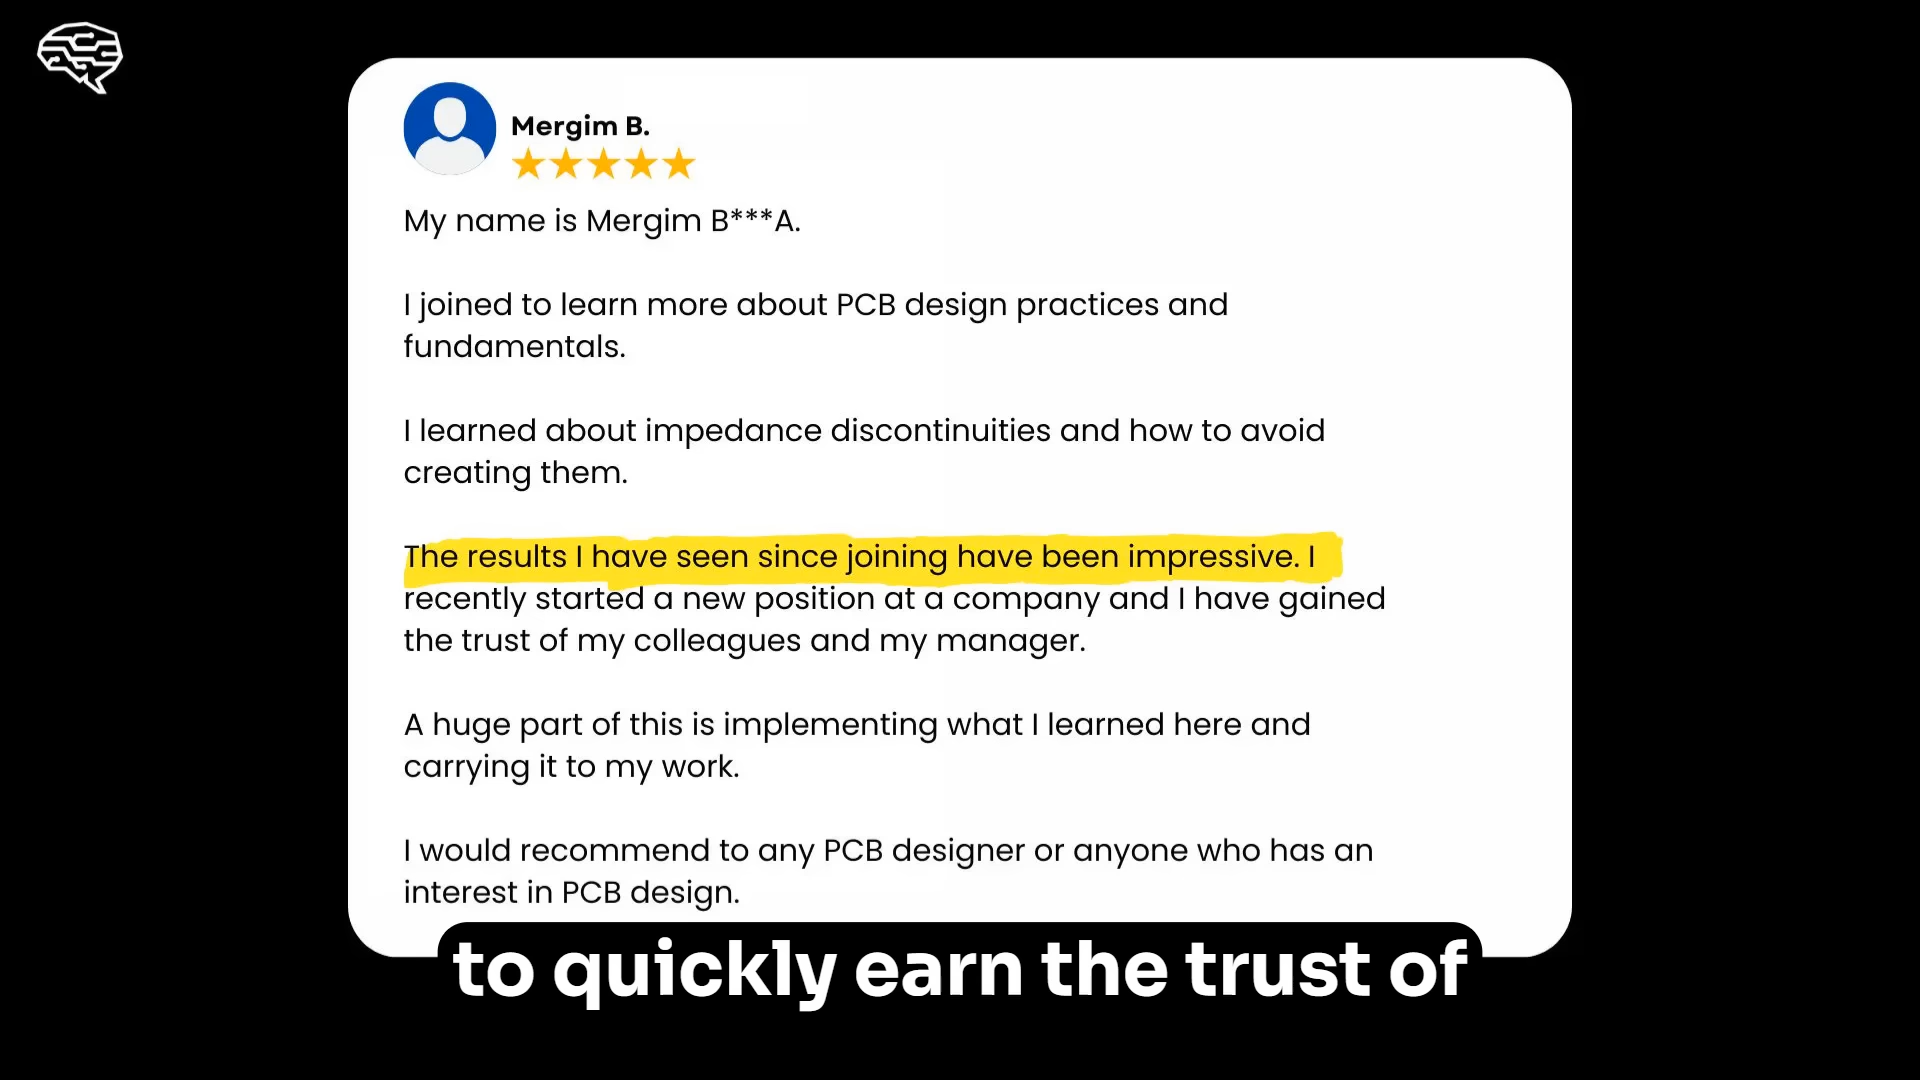 Mergim B.
My name is Mergim B***A.
I joined to learn more about PCB design practices and
fundamentals.
I learned about impedance discontinuities and how to avoid
creating them.
The results I have seen since joining have been impressive. I
recently started a new position at a company and I have gained
the trust of my colleagues and my manager.
A huge part of this is implementing what I learned here and
carrying it to my work.
I would recommend to any PCB designer or anyone who has an
interest in PCB design.
to quickly earn the trust of